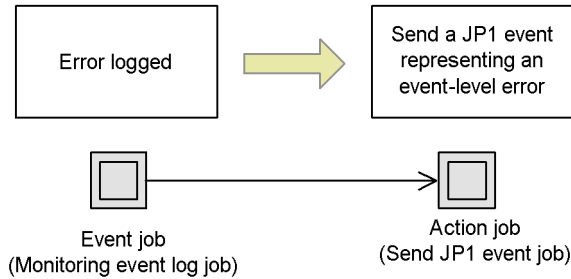 Error logged
Send a JP1 event
representing an
event-level error
Event job
(Monitoring event log job)
Action job
(Send JP1 event job)